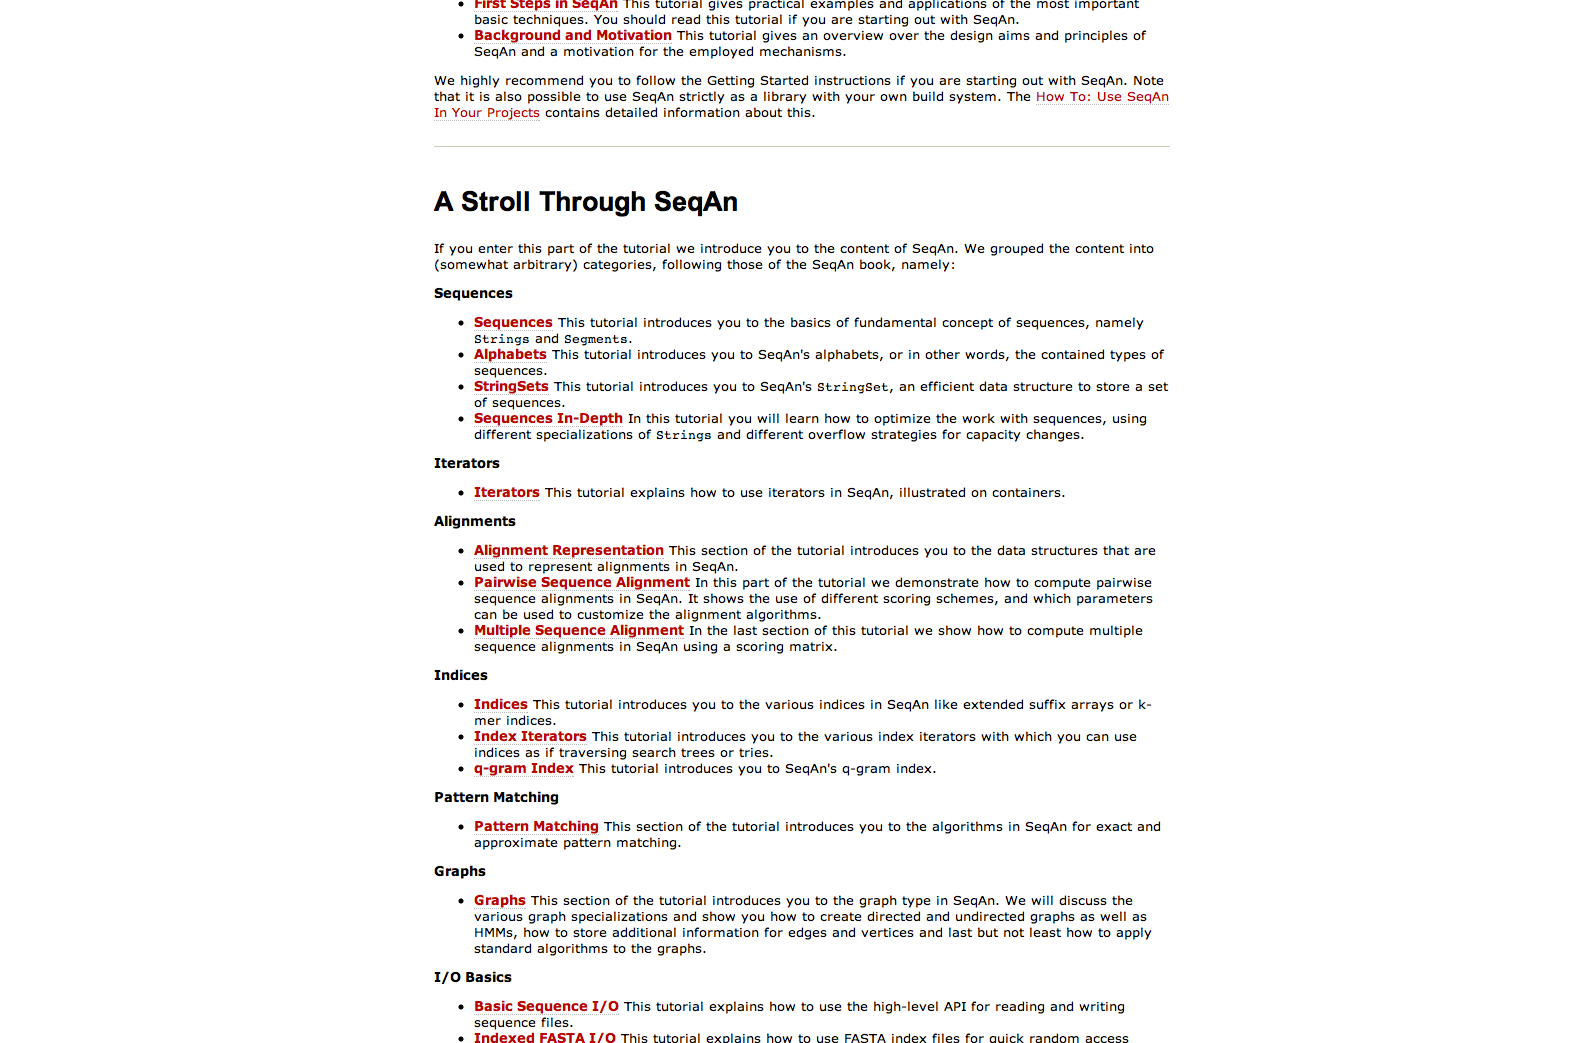 First Steps in SeqAn This tutorial gives practical examples and applications of the most important
basic techniques. You should read this tutorial if you are starting out with SeqAn.
Background and Motivation This tutorial gives an overview over the design aims and principles of
SeqAn and a motivation for the employed mechanisms.
We highly recommend you to follow the Getting Started instructions if you are starting out with SeqAn. Note
that it is also possible to use SeqAn strictly as a library with your own build system. The How To: Use SeqAn
In Your Projects contains detailed information about this.
A Stroll Through SeqAn
If you enter this part of the tutorial we introduce you to the content of SeqAn. We grouped the content into
(somewhat arbitrary) categories, following those of the SeqAn book, namely:
Sequences
Sequences This tutorial introduces you to the basics of fundamental concept of sequences, namely
Strings and Segments.
Alphabets This tutorial introduces you to SeqAn's alphabets, or in other words, the contained types of
sequences.
StringSets This tutorial introduces you to SeqAn's StringSet, an efficient data structure to store a set
of sequences.
Sequences In-Depth In this tutorial you will learn how to optimize the work with sequences, using
different specializations of Strings and different overflow strategies for capacity changes.
Iterators
Iterators This tutorial explains how to use iterators in SeqAn, illustrated on containers.
Alignments
Alignment Representation This section of the tutorial introduces you to the data structures that are
used to represent alignments in SeqAn.
Pairwise Sequence Alignment In this part of the tutorial we demonstrate how to compute pairwise
sequence alignments in SeqAn. It shows the use of different scoring schemes, and which parameters
can be used to customize the alignment algorithms.
Multiple Sequence Alignment In the last section of this tutorial we show how to compute multiple
sequence alignments in SeqAn using a scoring matrix.
Indices
Indices This tutorial introduces you to the various indices in SeqAn like extended suffix arrays or k-
mer indices.
Index Iterators This tutorial introduces you to the various index iterators with which you can use
indices as if traversing search trees or tries.
q-gram Index This tutorial introduces you to SeqAn's q-gram index.
Pattern Matching
Pattern Matching This section of the tutorial introduces you to the algorithms in SeqAn for exact and
approximate pattern matching.
Graphs
Graphs This section of the tutorial introduces you to the graph type in SeqAn. We will discuss the
various graph specializations and show you how to create directed and undirected graphs as well as
HMMs, how to store additional information for edges and vertices and last but not least how to apply
standard algorithms to the graphs.
I/O Basics
Basic Sequence I/O This tutorial explains how to use the high-level API for reading and writing
sequence files.
Indexed FASTA I/O This tutorial explains how to use FASTA index files for quick random access